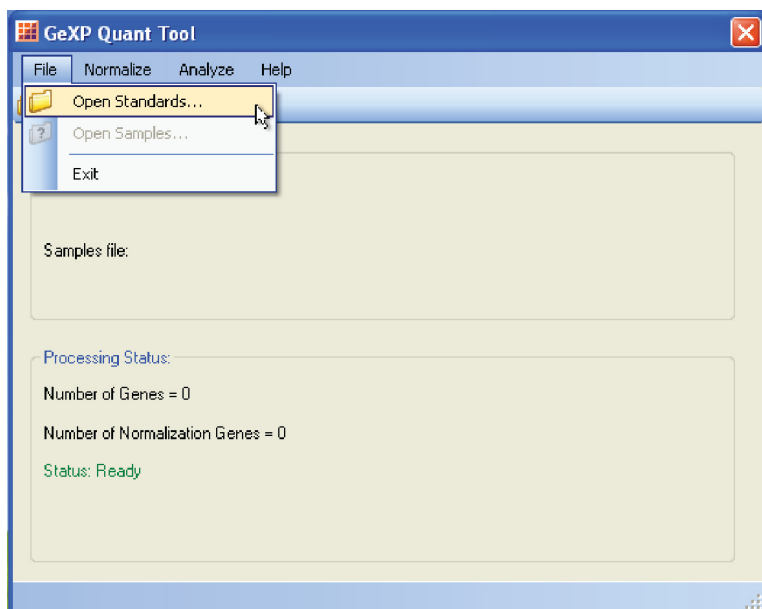 GeXP Quant Tool
File Normalize Analyze Help
Open Standards...
Open Samples...
Exit
Samples file:
Processing Status:
Number of Genes = 0
Number of Normalization Genes = 0
Status: Ready